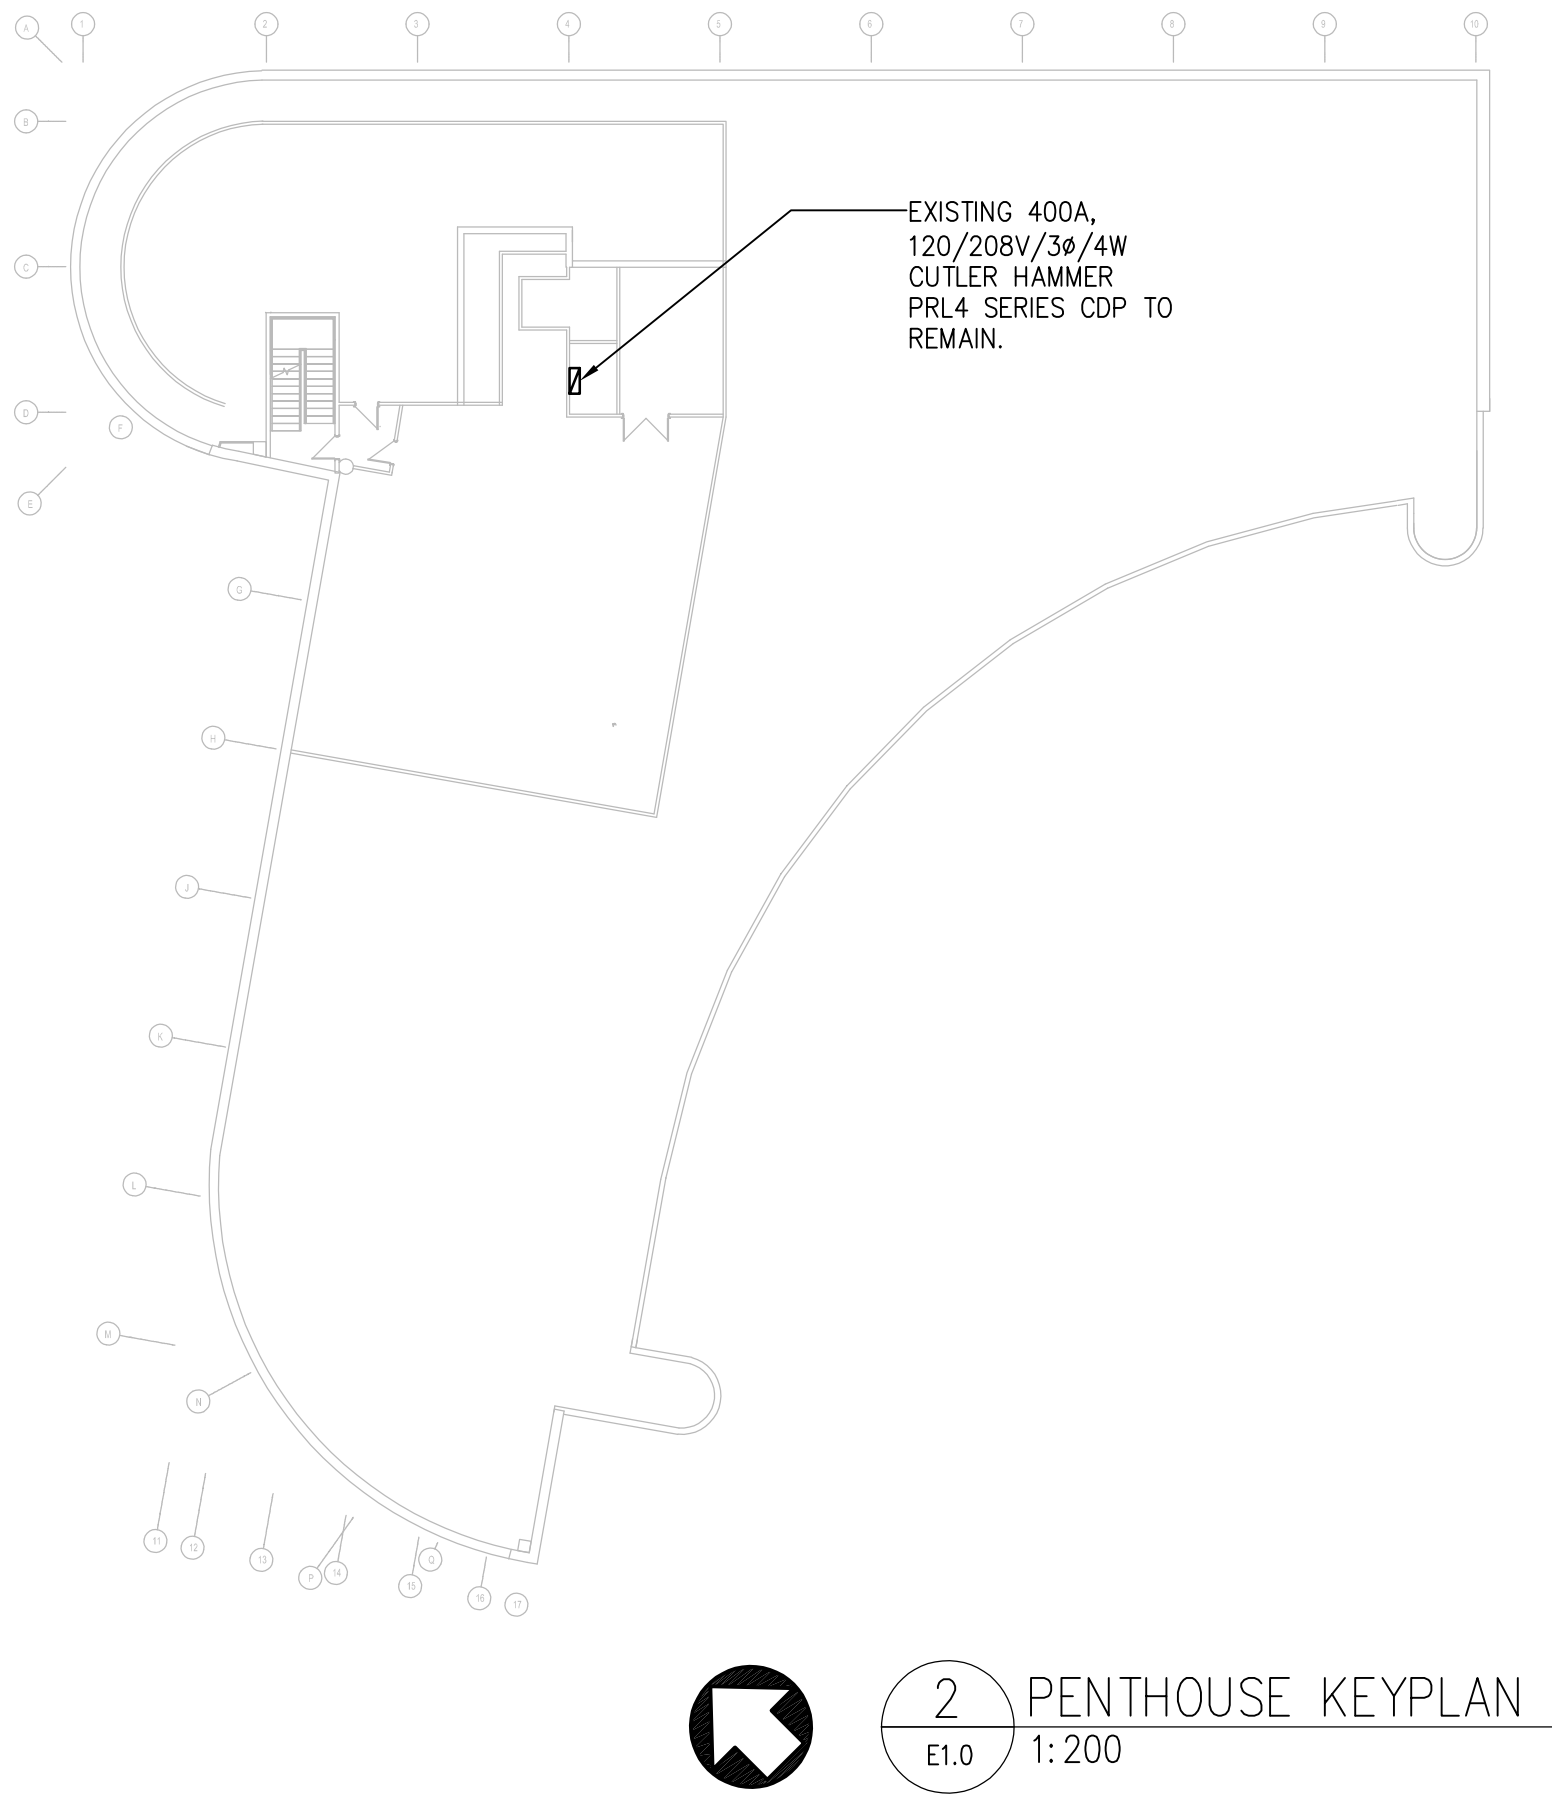 A
1
2
3
4
5
6
7
8
9
10
B
EXISTING 400A,
120/208V/3ø/4W
CUTLER HAMMER
PRL4 SERIES CDP TO
REMAIN.
C
D
F
E
G
H
J
K
L
M
N
11
12
13
P
14
15
Q
16
17
2
E1.0
PENTHOUSE KEYPLAN
1:200